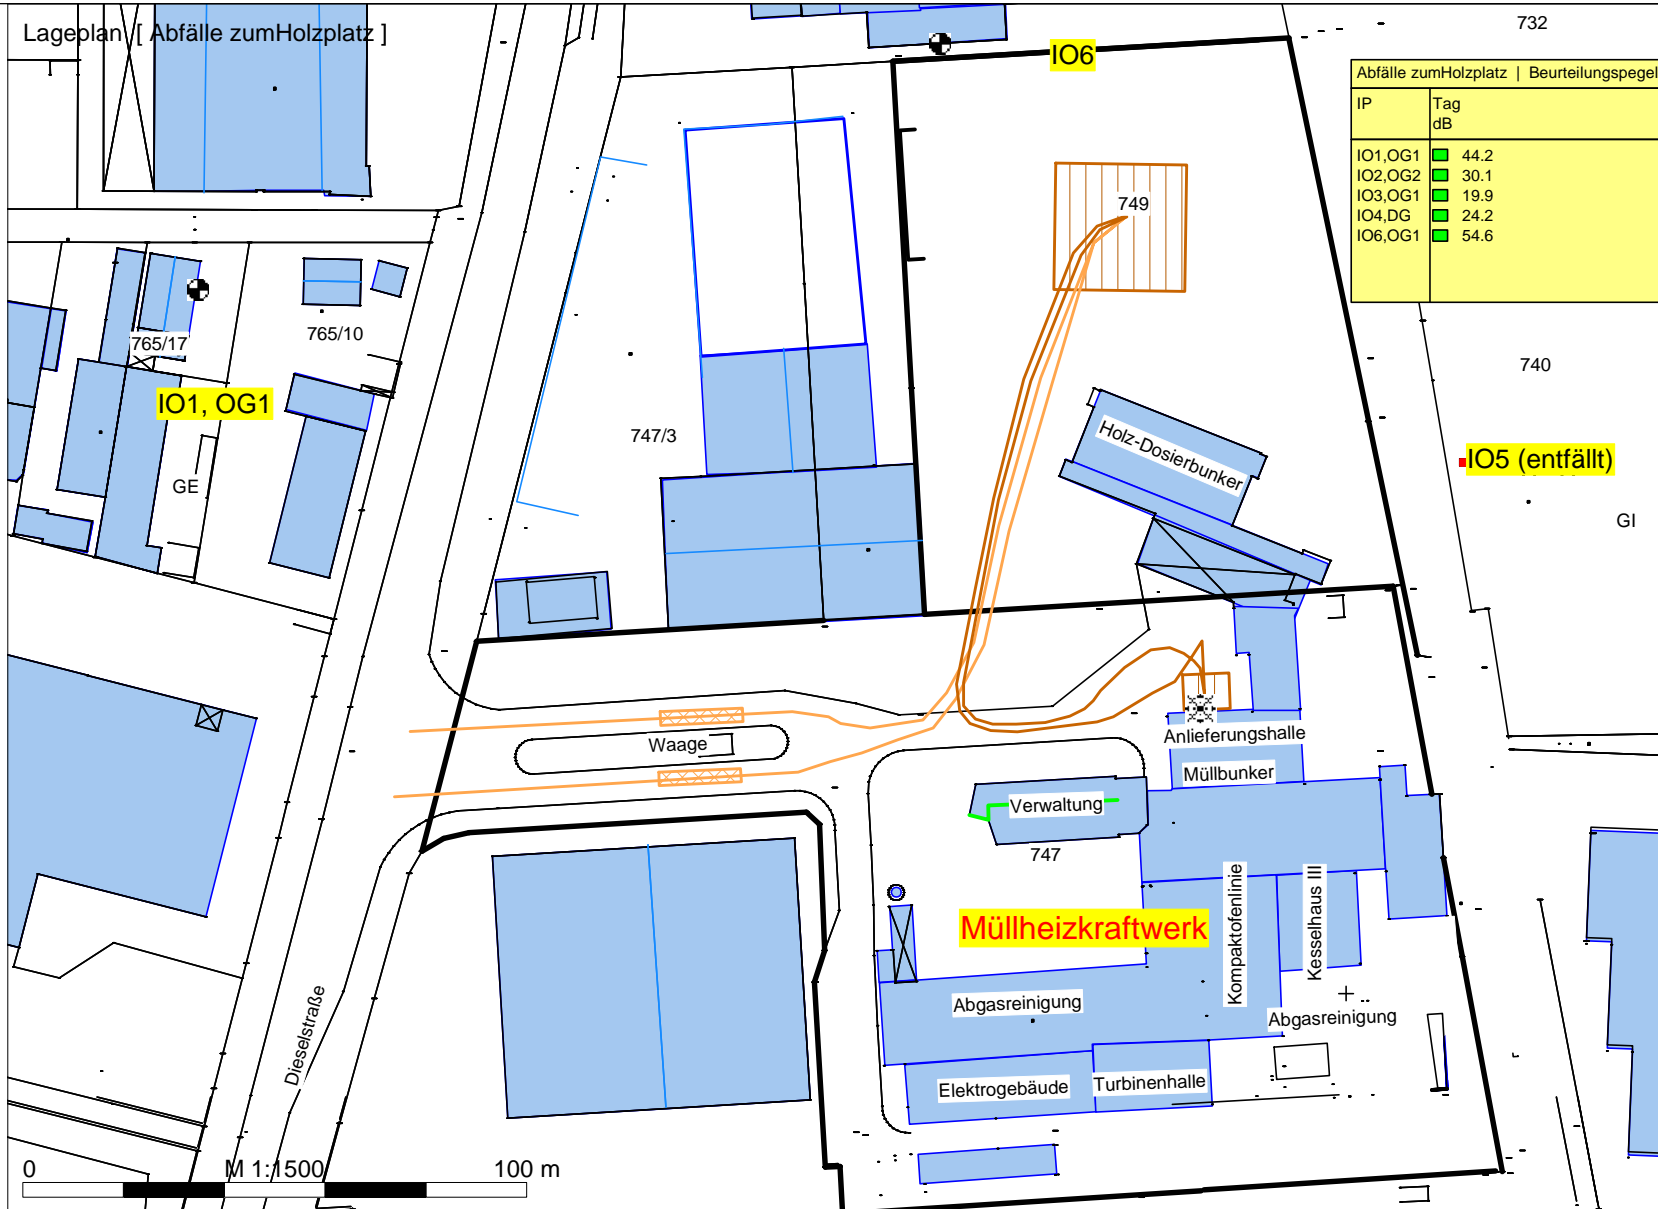 Lageplan [ Abfälle zumHolzplatz ]
732
IO6
Abfälle zumHolzplatz | Beurteilungspegel
IP Tag
dB
IO1,OG1 44.2
IO2,OG2 30.1
IO3,OG1 19.9
IO4,DG 24.2
IO6,OG1 54.6
749
765/17
765/10
740
IO1, OG1
747/3
Holz-Dosierbunker
IO5 (entfällt)
GE
GI
Waage
Anlieferungshalle
Müllbunker
Verwaltung
747
Müllheizkraftwerk
Kompaktofenlinie
Kesselhaus III
Abgasreinigung
Abgasreinigung
Dieselstraße
Elektrogebäude
Turbinenhalle
0 M 1:1500 100 m